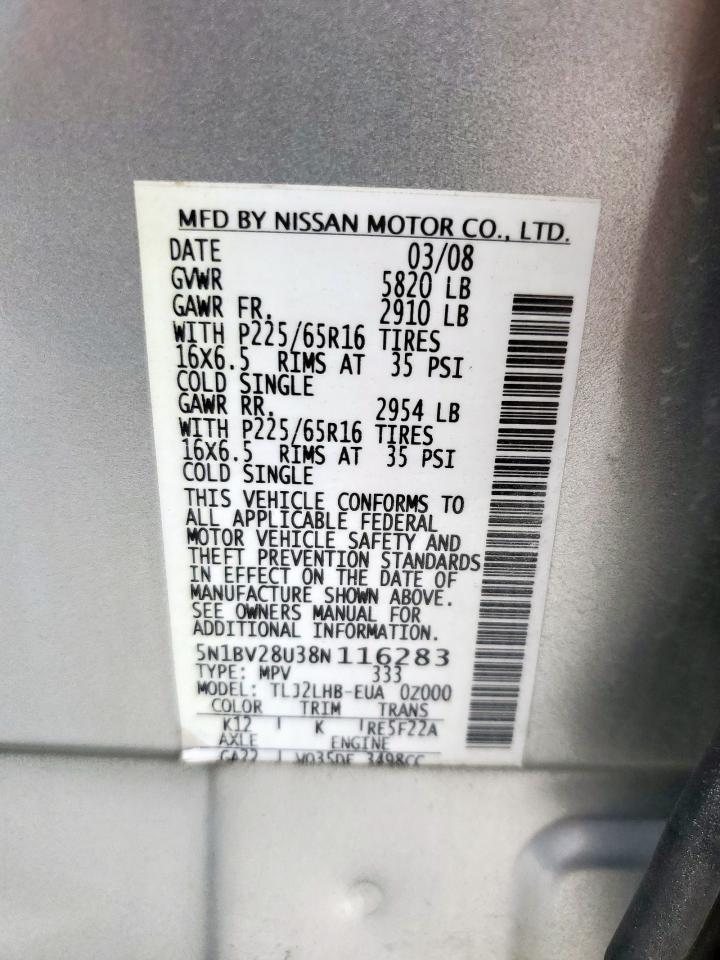 MFD BY NISSAN MOTOR CO., LTD.
DATE 03/08
GVWR 5820 LB
GAWR FR. 2910 LB
WITH P225/65R16 TIRES
16X6.5 RIMS AT 35 PSI
COLD SINGLE
GAWR RR. 2954 LB
WITH P225/65R16 TIRES
16X6.5 RIMS AT 35 PSI
COLD SINGLE
THIS VEHICLE CONFORMS TO
ALL APPLICABLE FEDERAL
MOTOR VEHICLE SAFETY AND
THEFT PREVENTION STANDARDS
IN EFFECT ON THE DATE OF
MANUFACTURE SHOWN ABOVE.
SEE OWNERS MANUAL FOR
ADDITIONAL INFORMATION.
5N1BV28U38N116283
TYPE: MPV 333
MODEL: TLJ2LHB-EUA 0Z000
COLOR TRIM TRANS
K12 K RE5F22A
AXLE ENGINE
GA22 VQ35DE 3498CC